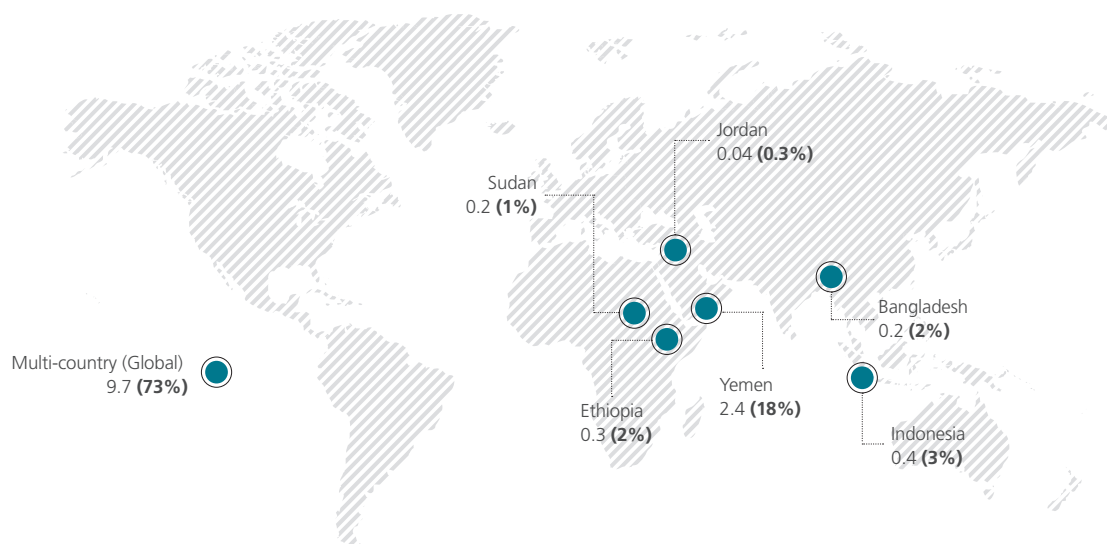 Jordan
0.04 (0.3%)
Sudan
0.2 (1%)
Bangladesh
0.2 (2%)
Multi-country (Global)
9.7 (73%)
Yemen
2.4 (18%)
Ethiopia
0.3 (2%)
Indonesia
0.4 (3%)